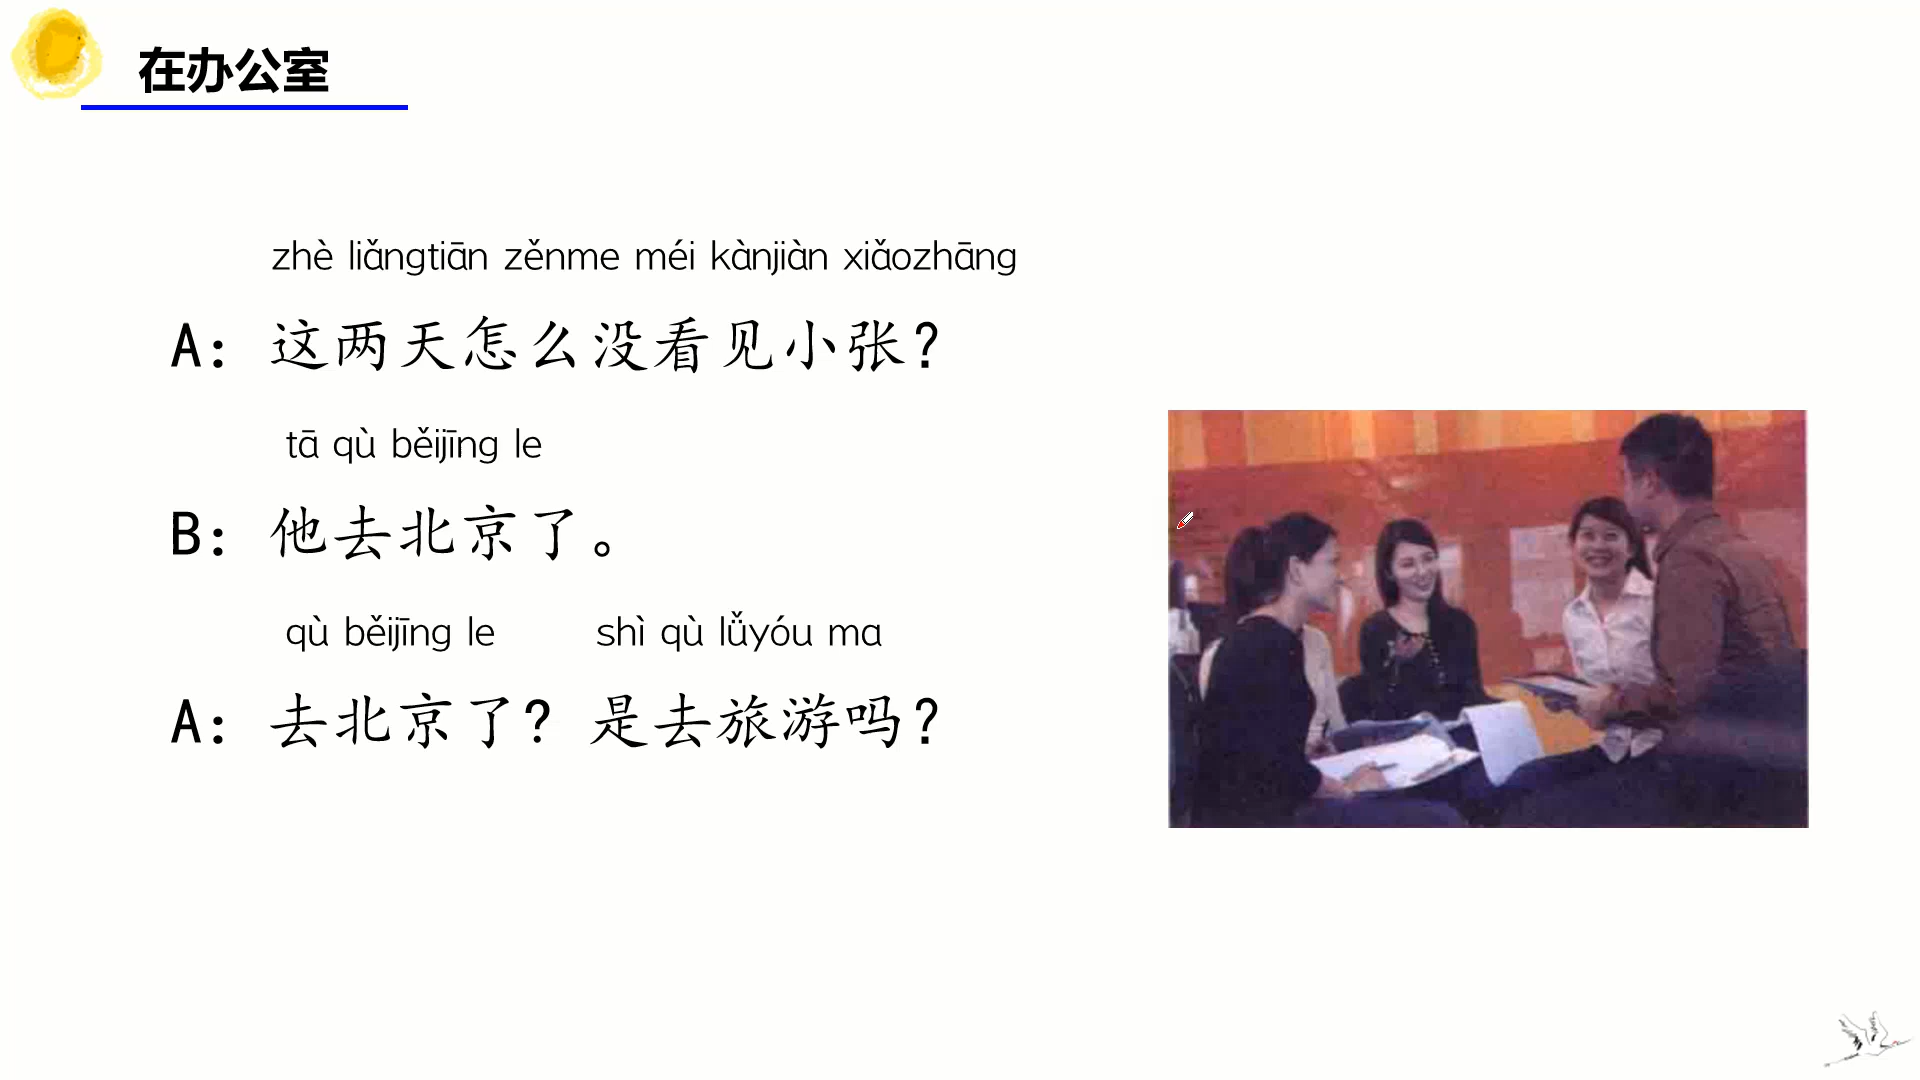 在办公室
zhè liǎngtiān zěnme méi kànjiàn xiǎozhāng
A：这两天怎么没看见小张？
tā qù běijīng le
B：他去北京了。
qù běijīng le shì qù lǚyóu ma
A：去北京了？ 是去旅游吗？